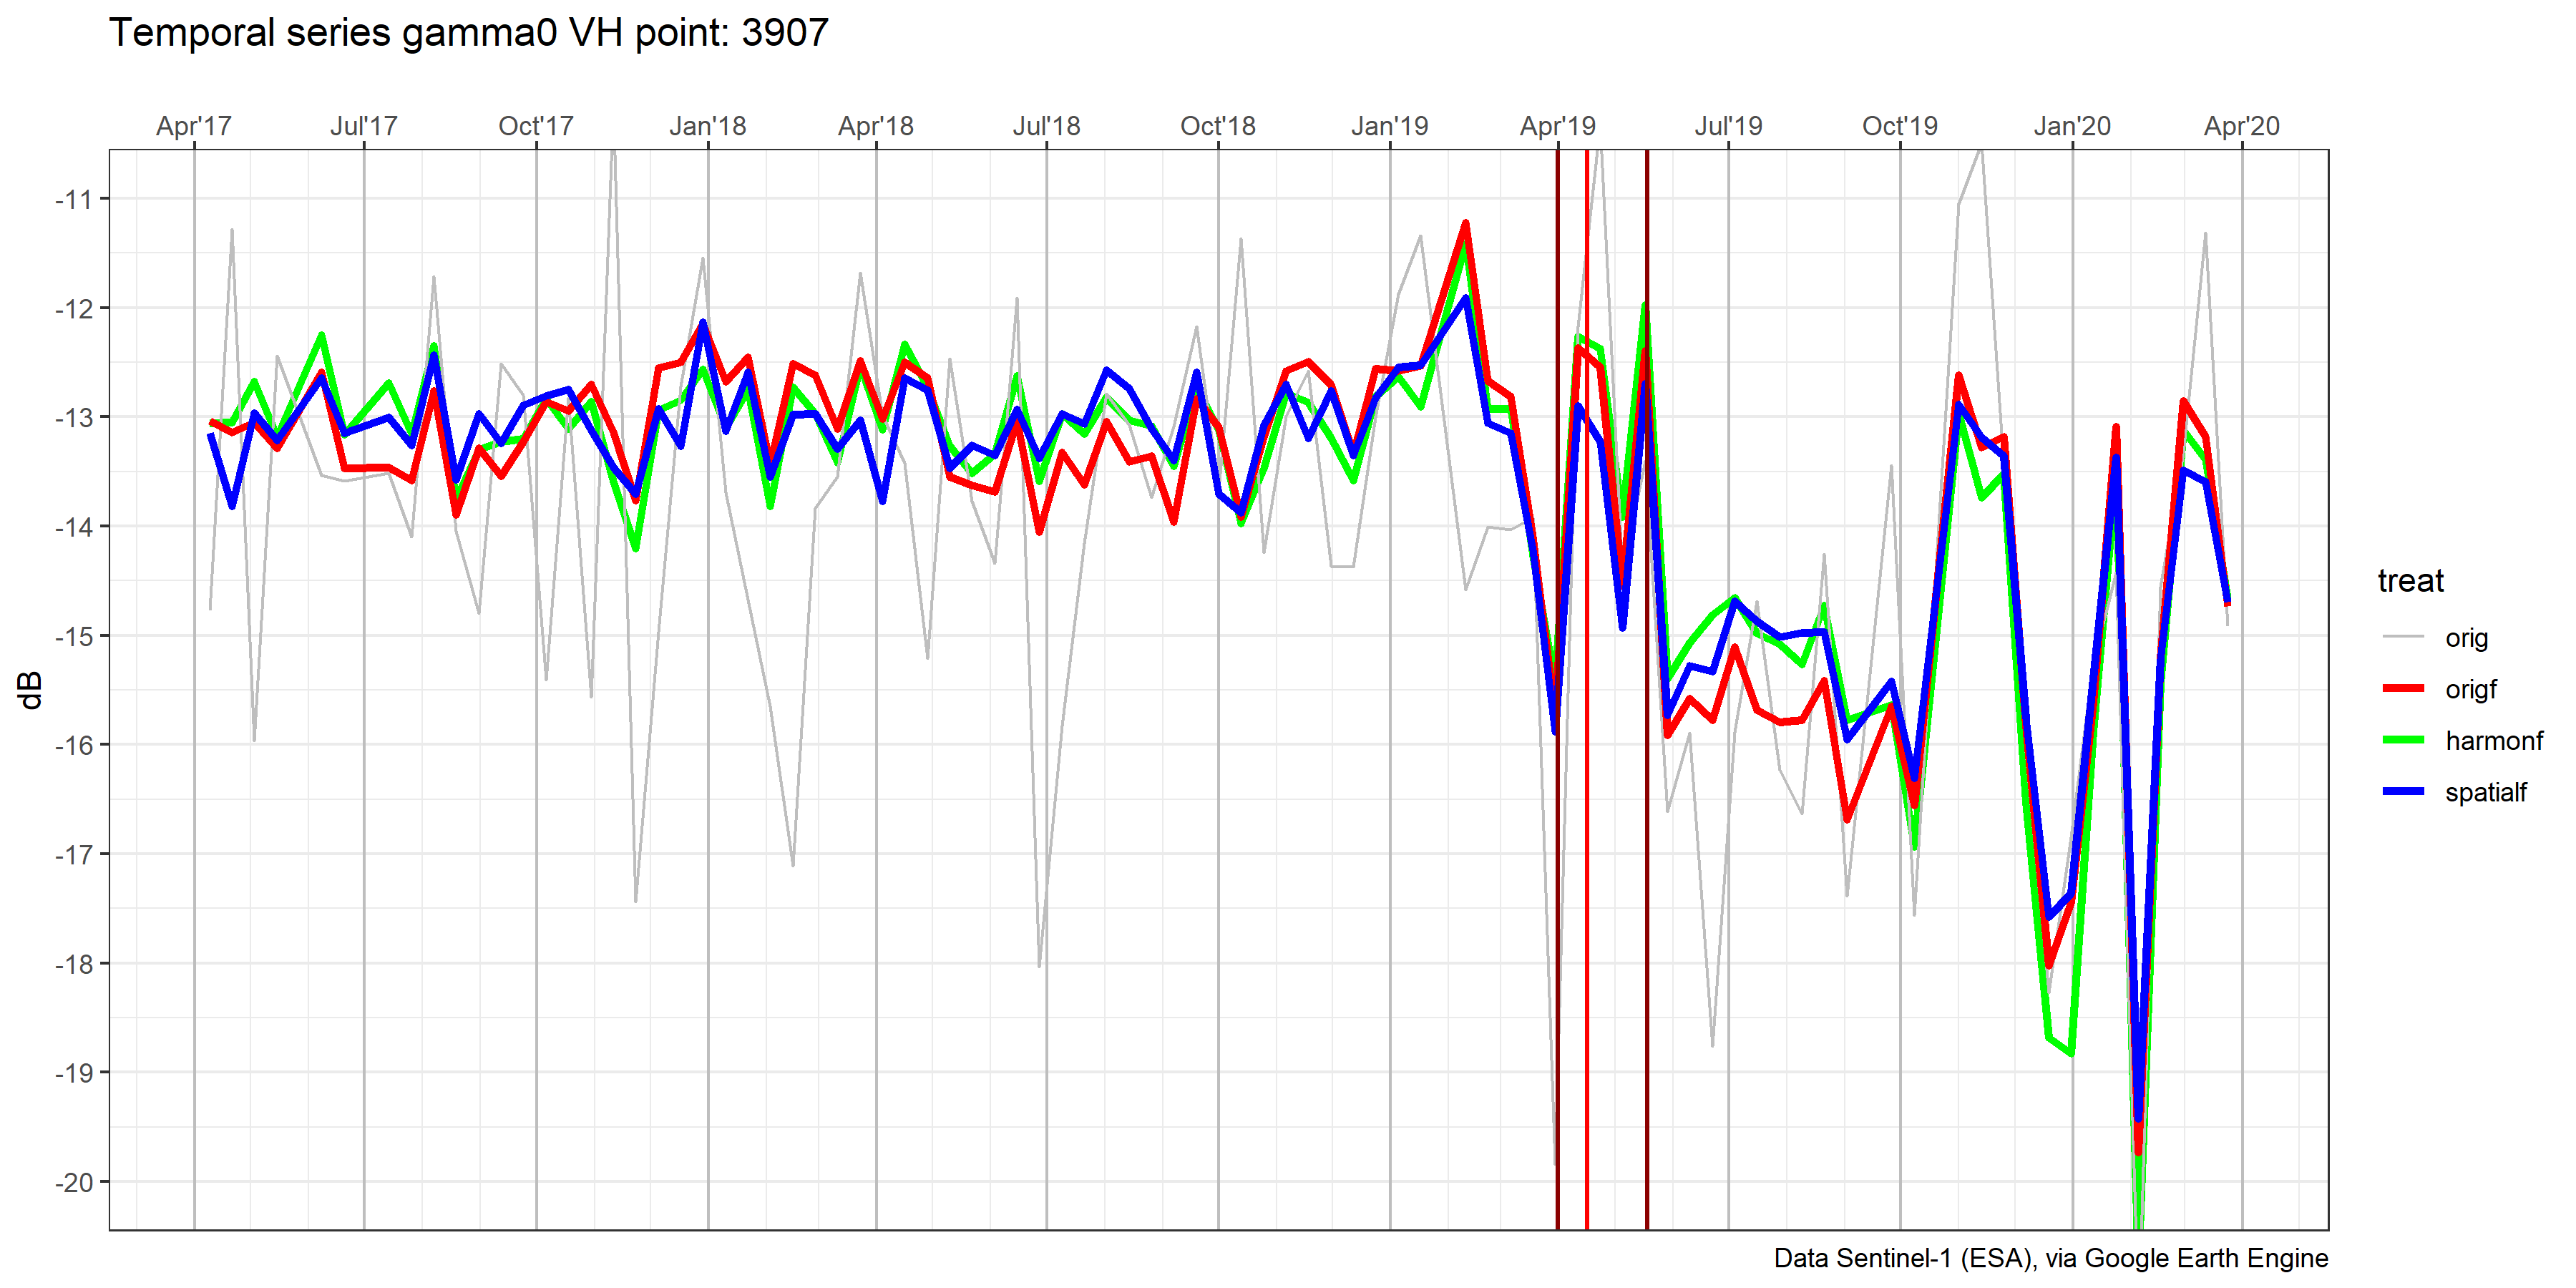 Temporal series gamma0 VH point: 3907
Apr'17 Jul'17 Oct'17 Jan'18 Apr'18 Jul'18 Oct'18 Jan'19 Apr'19 Jul'19 Oct'19 Jan'20 Apr'20
-11
-12
-13
-14
-15
-16
-17
-18
-19
-20
dB
treat
orig
origf
harmonf
spatialf
Data Sentinel-1 (ESA), via Google Earth Engine